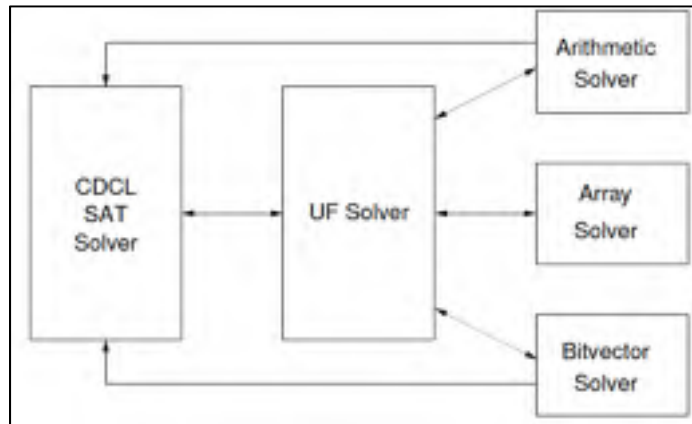 CDCL
SAT
Solver
UF Solver
Arithmetic
Solver
Array
Solver
Bitvector
Solver